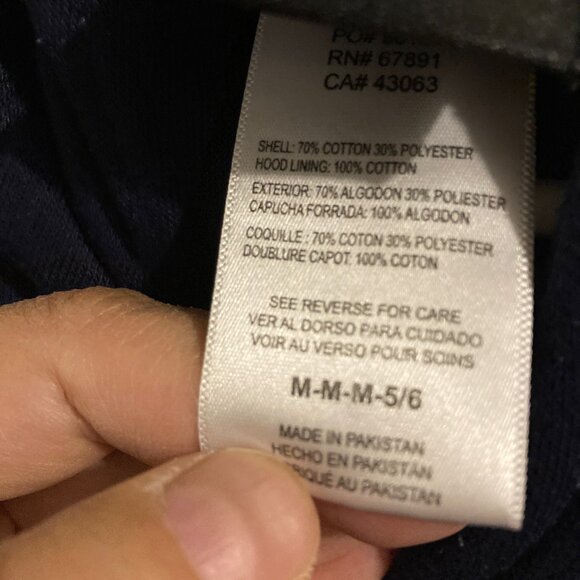 PO#
RN# 67891
CA# 43063
SHELL: 70% COTTON 30% POLYESTER
HOOD LINING: 100% COTTON
EXTERIOR: 70% ALGODON 30% POLIESTER
CAPUCHA FORRADA: 100% ALGODON
COQUILLE : 70% COTON 30% POLYESTER
DOUBLURE CAPOT: 100% COTON
SEE REVERSE FOR CARE
VER AL DORSO PARA CUIDADO
VOIR AU VERSO POUR SOINS
M-M-M-5/6
MADE IN PAKISTAN
HECHO EN PAKISTAN
RIQUÉ AU PAKISTAN